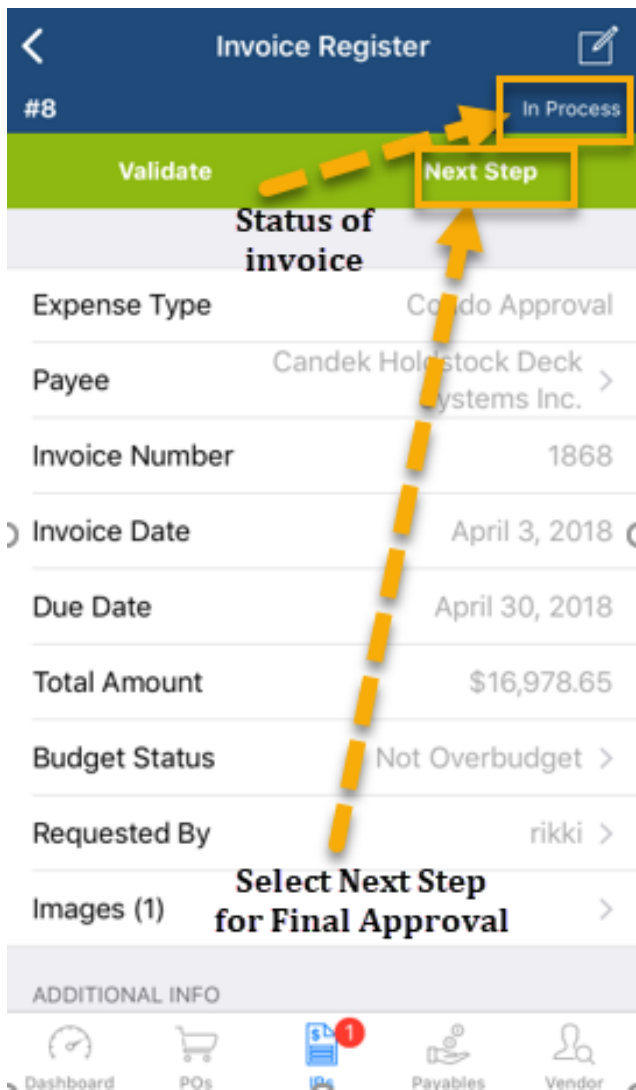 Invoice Register
#8
In Process
Validate
Next Step
Status of
invoice
Expense Type
Condo Approval
Payee
Candek Holdstock Deck
Systems Inc.
Invoice Number
1868
Invoice Date
April 3, 2018
Due Date
April 30, 2018
Total Amount
$16,978.65
Budget Status
Not Overbudget
Requested By
rikki
Select Next Step
for Final Approval
Images (1)
ADDITIONAL INFO
1
Dashboard
POs
IRs
Payables
Vendor